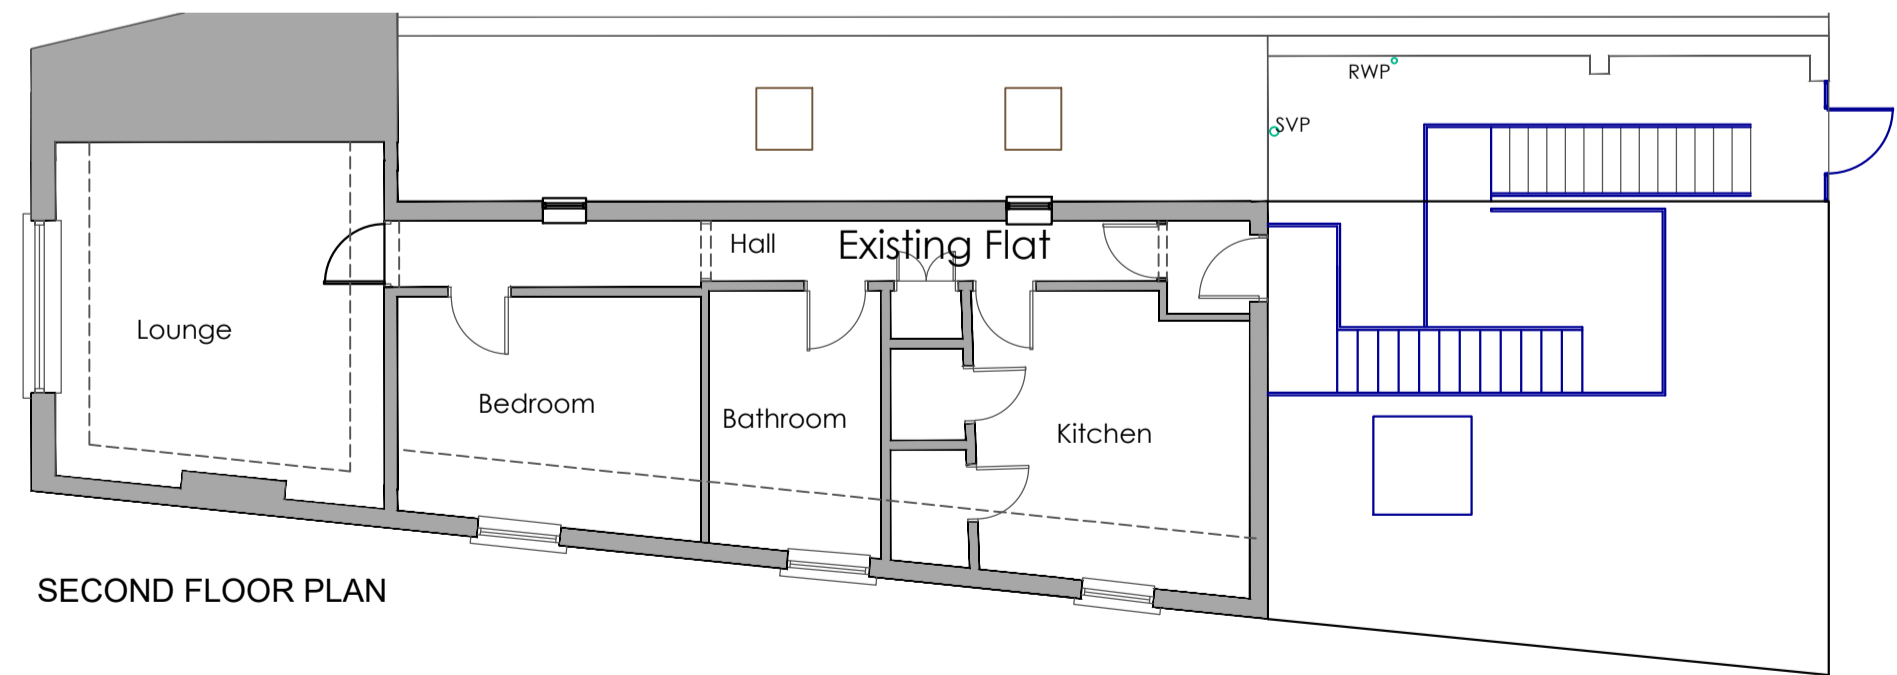 RWP
SVP
Hall
Existing Flat
Lounge
Bedroom
Bathroom
Kitchen
SECOND FLOOR PLAN